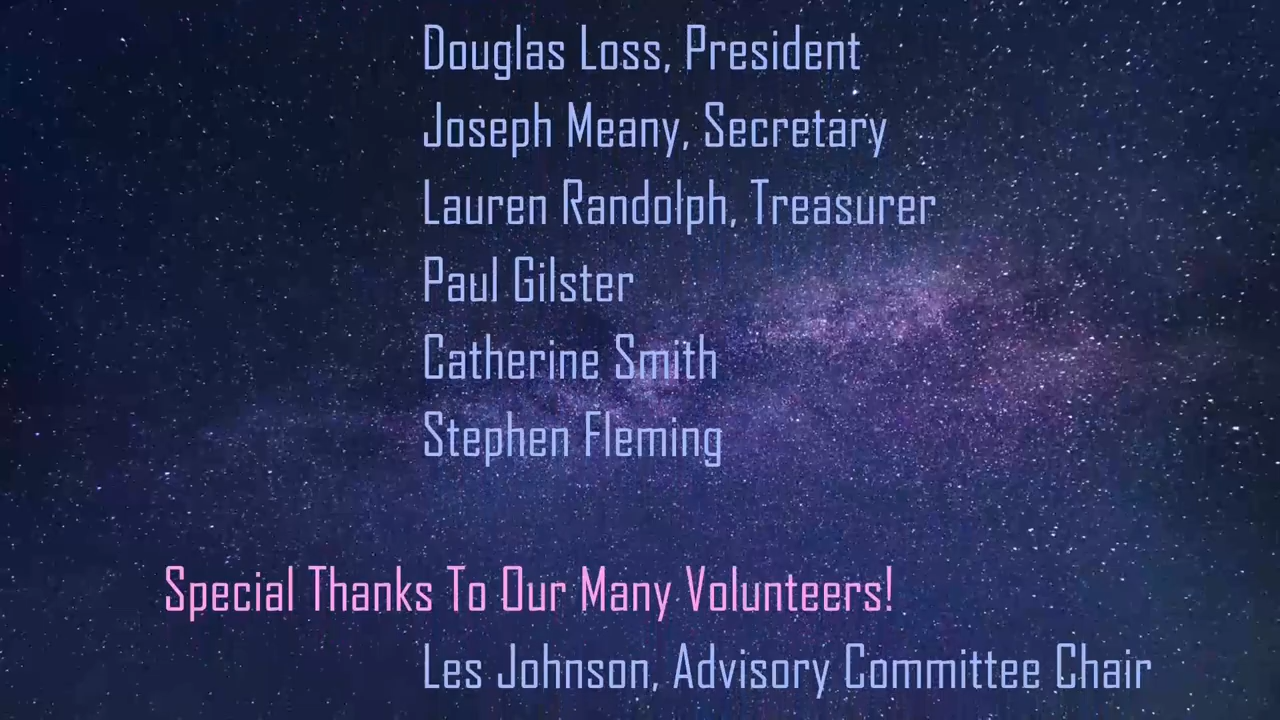 Douglas Loss, President
Joseph Meany, Secretary
Lauren Randolph, Treasurer
Paul Gilster
Catherine Smith
Stephen Fleming
Special Thanks To Our Many Volunteers!
Les Johnson, Advisory Committee Chair